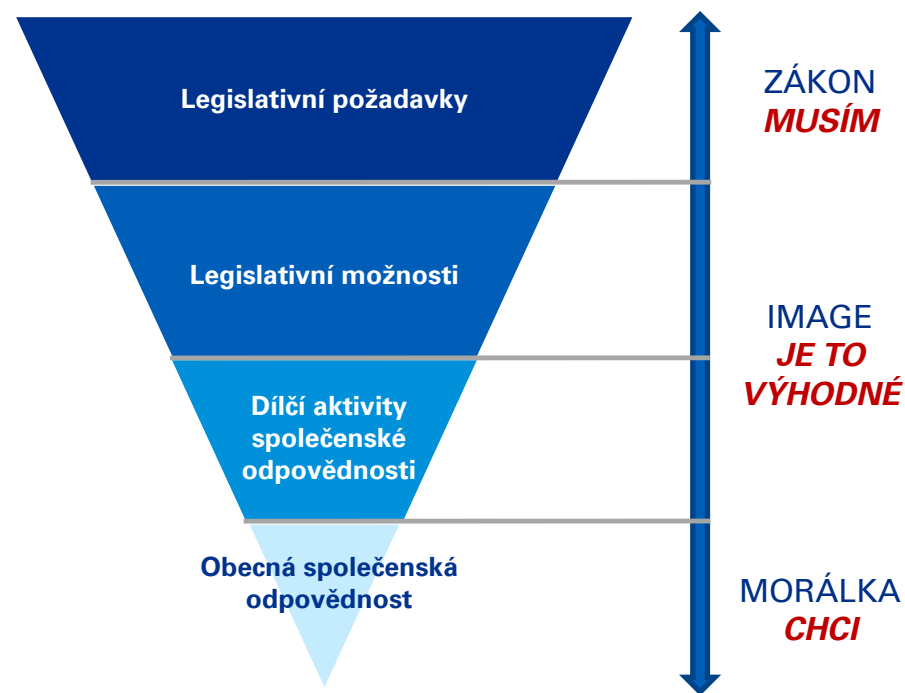 Legislativní požadavky
ZÁKON
MUSÍM
Legislativní možnosti
IMAGE
JE TO
VÝHODNÉ
Dílčí aktivity
společenské
odpovědnosti
Obecná společenská
odpovědnost
MORÁLKA
CHCI